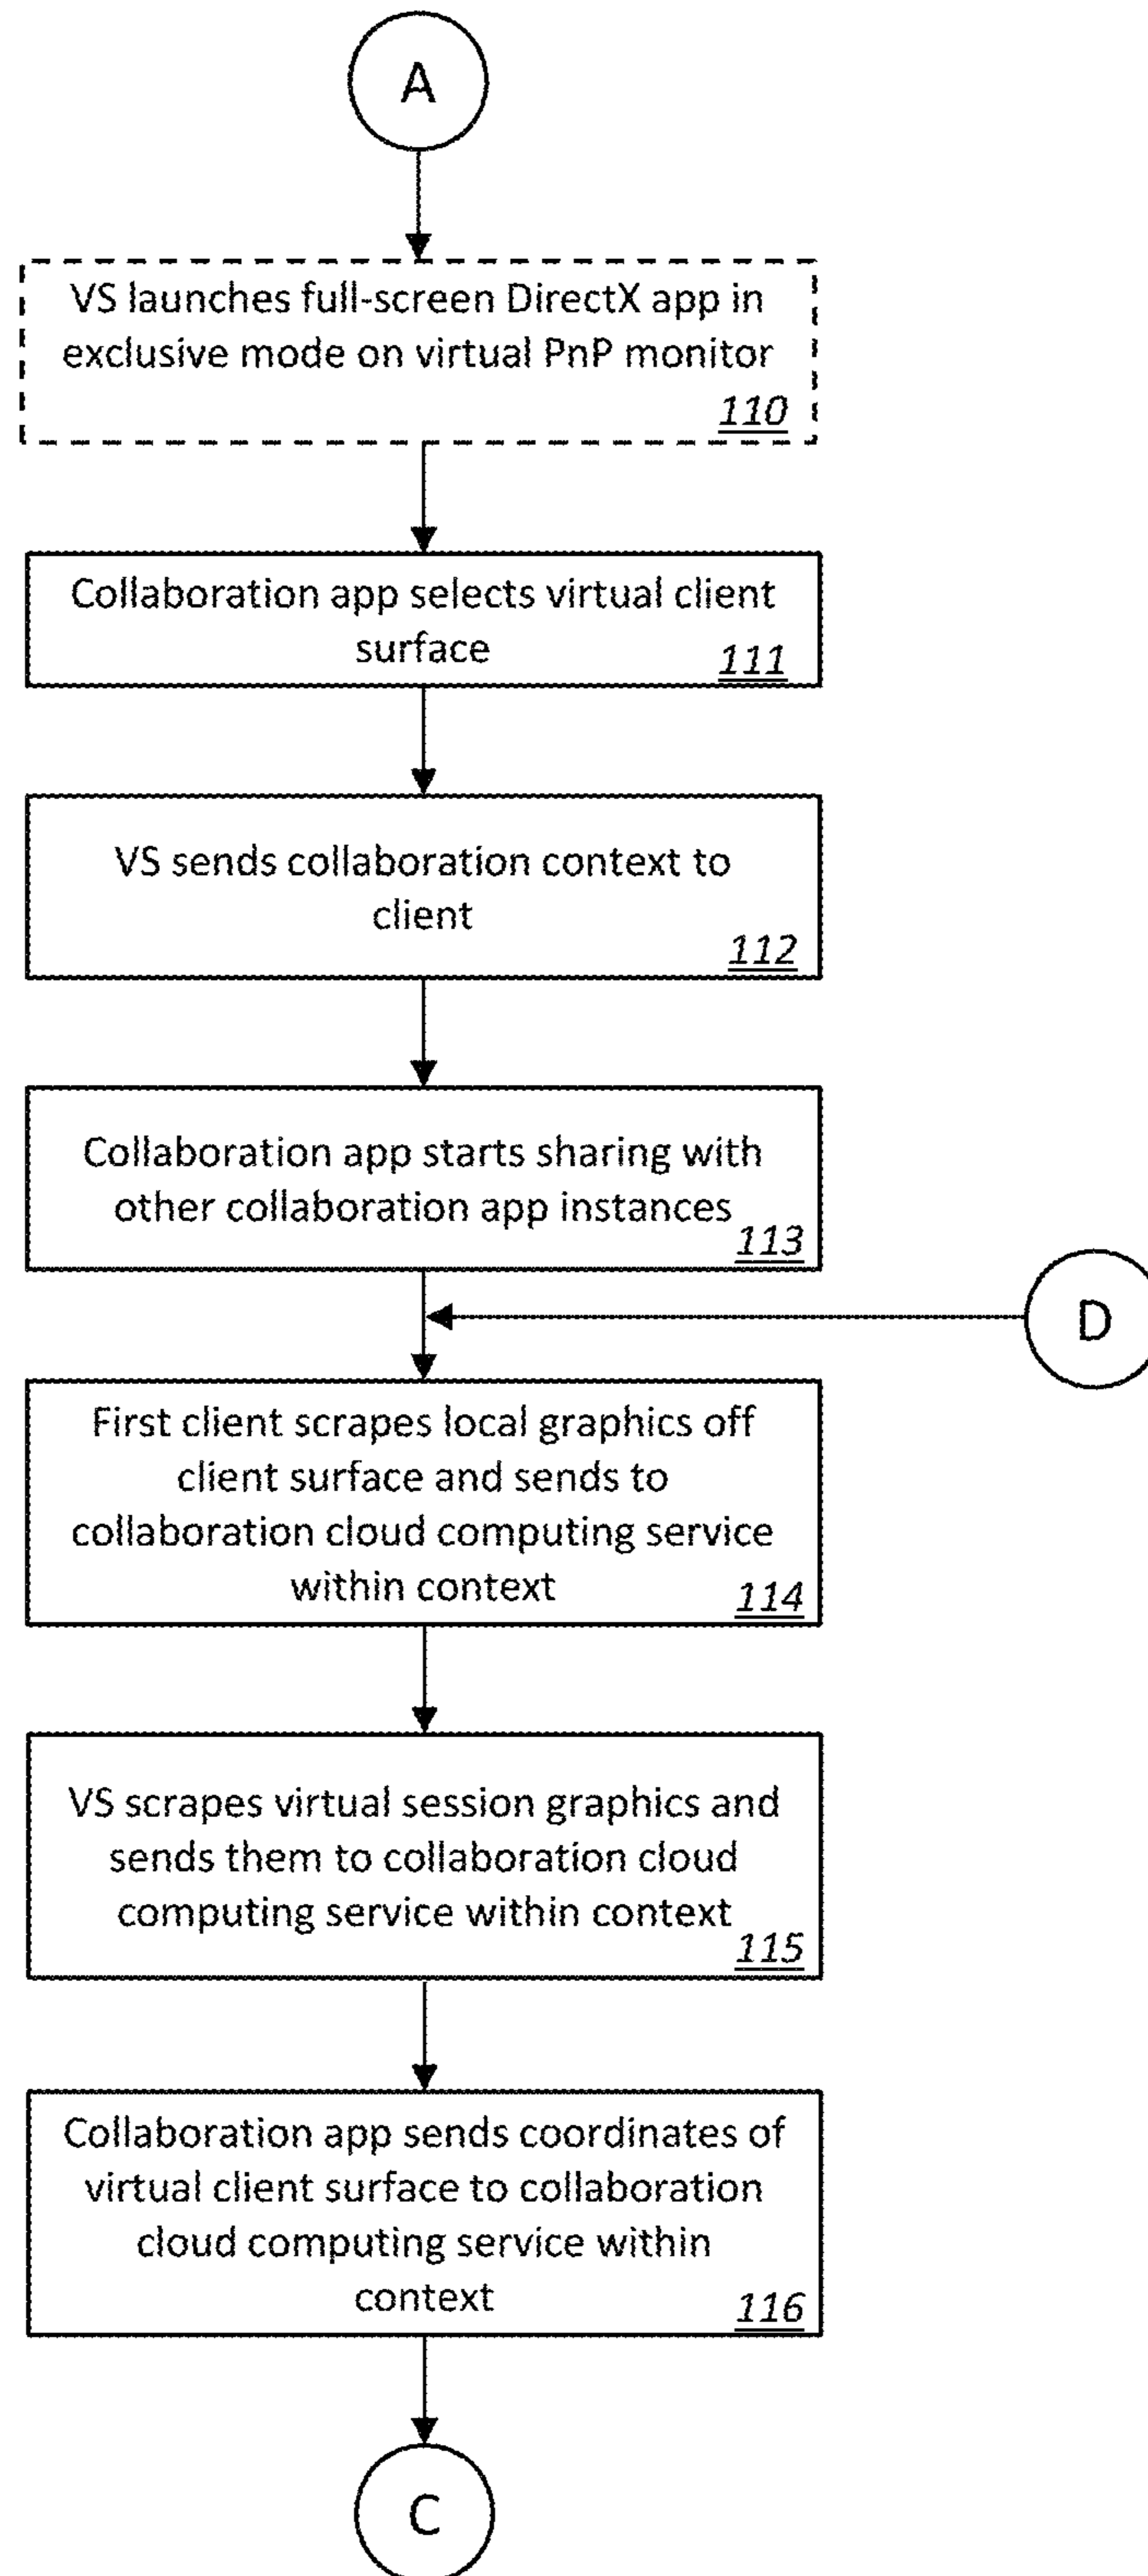 A
VS launches full-screen DirectX app in
exclusive mode on virtual PnP monitor
110
Collaboration app selects virtual client
surface
111
VS sends collaboration context to
client
112
Collaboration app starts sharing with
other collaboration app instances
113
D
First client scrapes local graphics off
client surface and sends to
collaboration cloud computing service
within context
114
VS scrapes virtual session graphics and
sends them to collaboration cloud
computing service within context
115
Collaboration app sends coordinates of
virtual client surface to collaboration
cloud computing service within
context
116
C